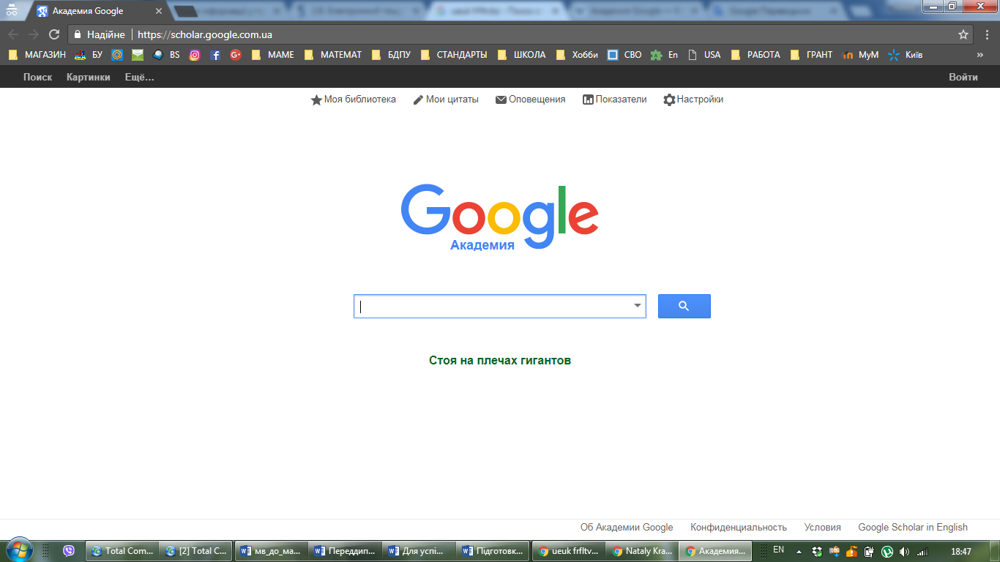 Академия Google
Надійне https://scholar.google.com.ua
МАГАЗИН БУ BS МАМЕ МАТЕМАТ БДПУ СТАНДАРТЫ ШКОЛА Хобби СВО En USA РАБОТА ГРАНТ МуМ Київ »
Поиск Картинки Ещё... Войти
Моя библиотека Мои цитаты Оповещения Показатели Настройки
Google
Академия
Стоя на плечах гигантов
Об Академии Google Конфиденциальность Условия Google Scholar in English
Total Com... [2] Total C... мв_до_ма... Переддип... Для успі... Підготовк... ueuk frfltv... Nataly Kra... Академия... EN 18:47